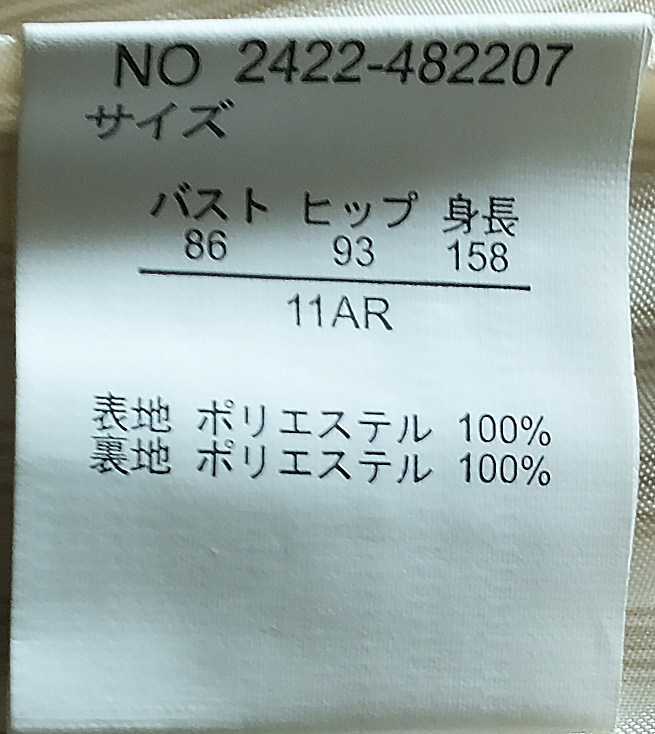 NO 2422-482207
サイズ
バスト ヒップ 身長
86 93 158
11AR
表地 ポリエステル 100%
裏地 ポリエステル 100%